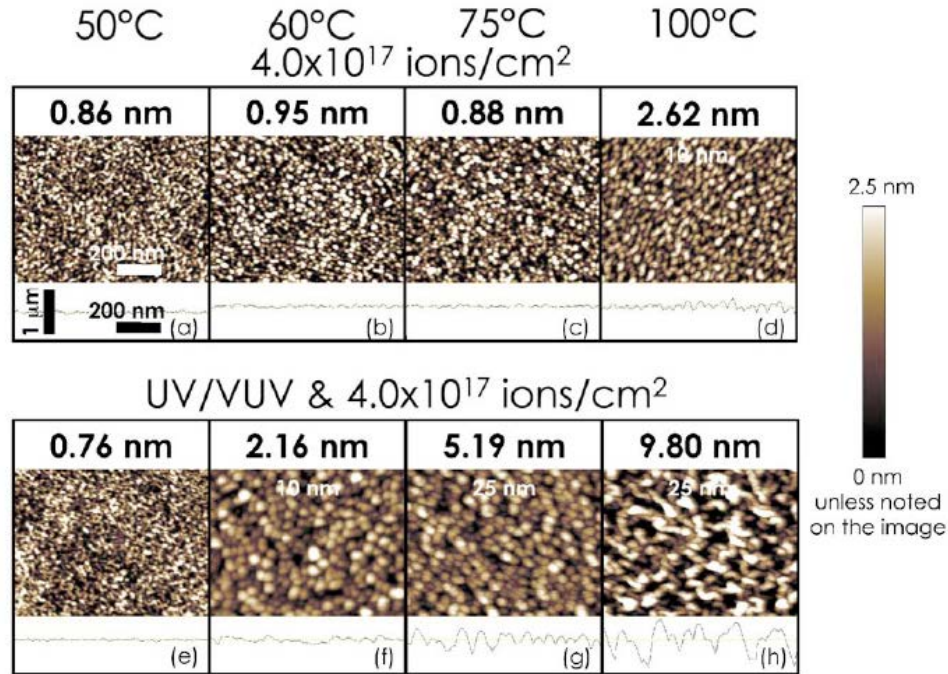 50°C 60°C 75°C 100°C
4.0x10¹⁷ ions/cm²
0.86 nm 0.95 nm 0.88 nm 2.62 nm
10 nm
200 nm
1 μm 200 nm (a) (b) (c) (d)
UV/VUV & 4.0x10¹⁷ ions/cm²
0.76 nm 2.16 nm 5.19 nm 9.80 nm
10 nm 25 nm 25 nm
(e) (f) (g) (h)
2.5 nm
0 nm
unless noted
on the image